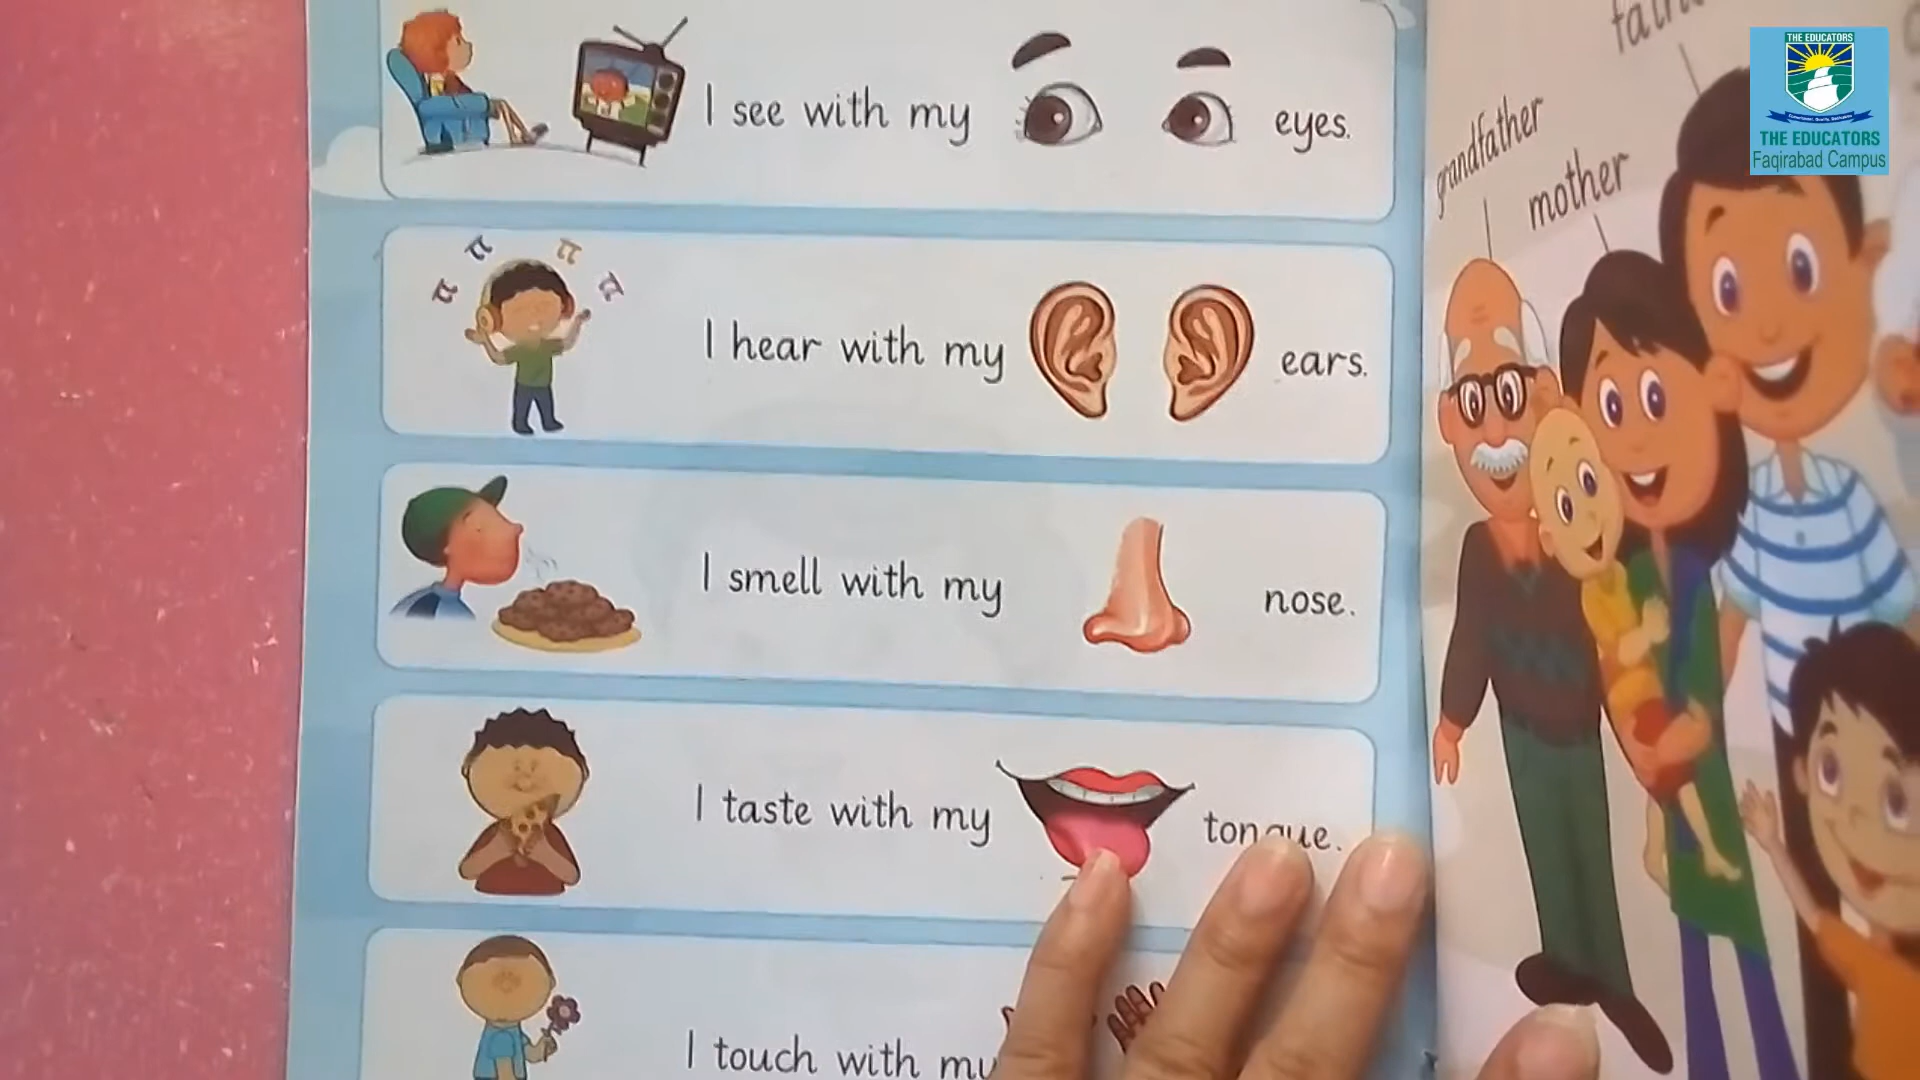 I see with my eyes.
I hear with my ears.
I smell with my nose.
I taste with my tongue.
I touch with my
grandfather
mother
THE EDUCATORS
THE EDUCATORS
Faqirabad Campus